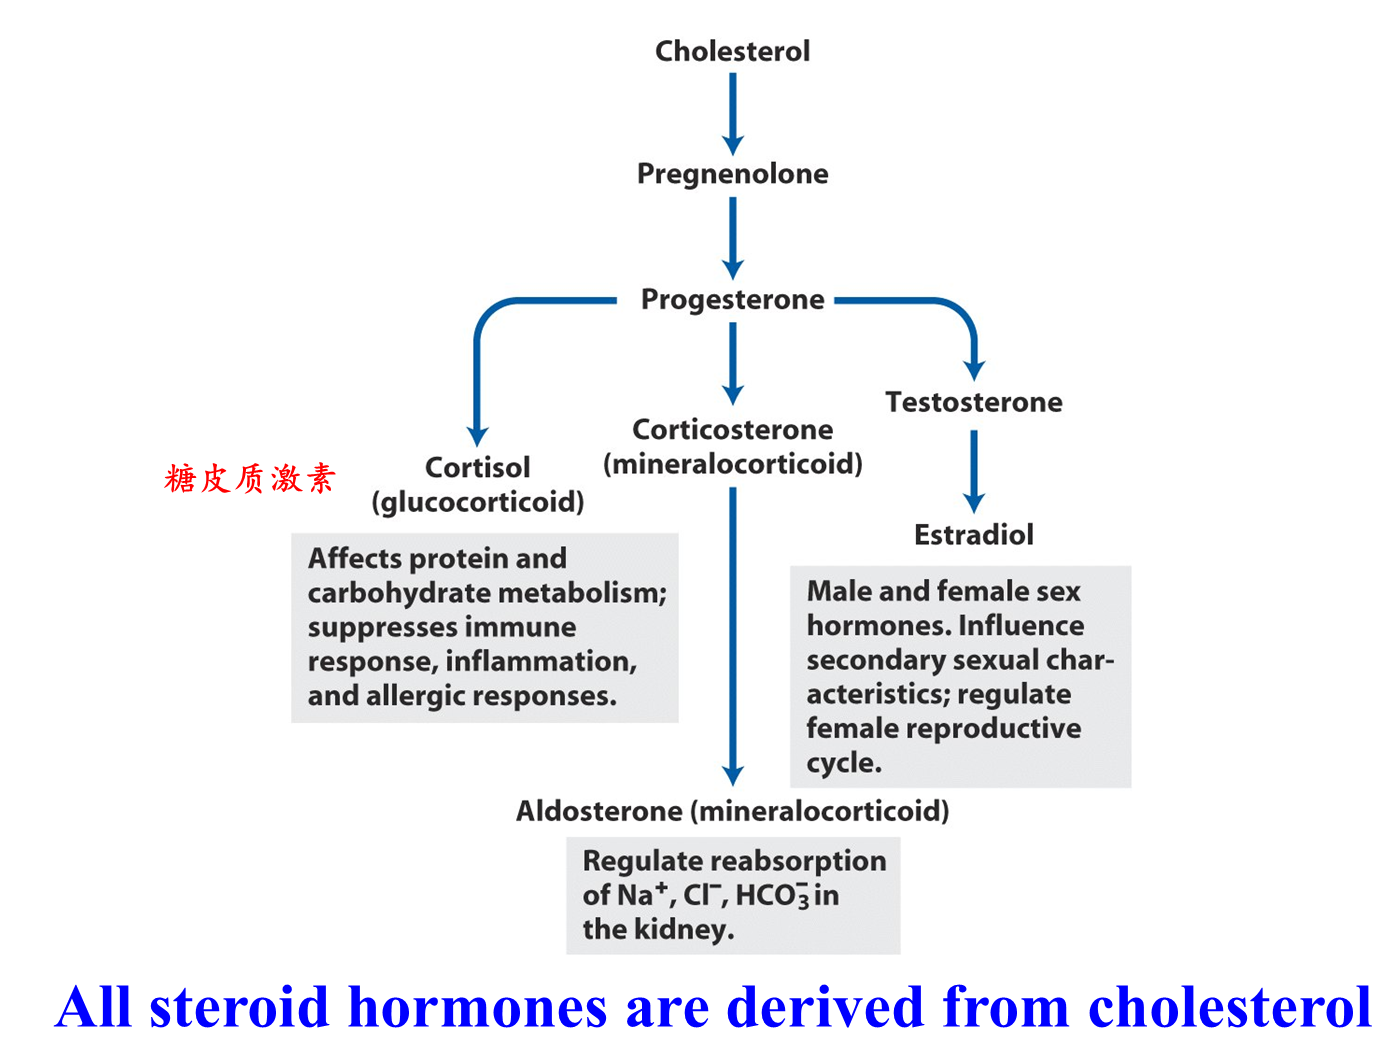 Cholesterol
Pregnenolone
Progesterone
Testosterone
Corticosterone
(mineralocorticoid)
糖皮质激素
Cortisol
(glucocorticoid)
Estradiol
Affects protein and
carbohydrate metabolism;
suppresses immune
response, inflammation,
and allergic responses.
Male and female sex
hormones. Influence
secondary sexual char-
acteristics; regulate
female reproductive
cycle.
Aldosterone (mineralocorticoid)
Regulate reabsorption
of Na⁺, Cl⁻, HCO₃⁻ in
the kidney.
All steroid hormones are derived from cholesterol